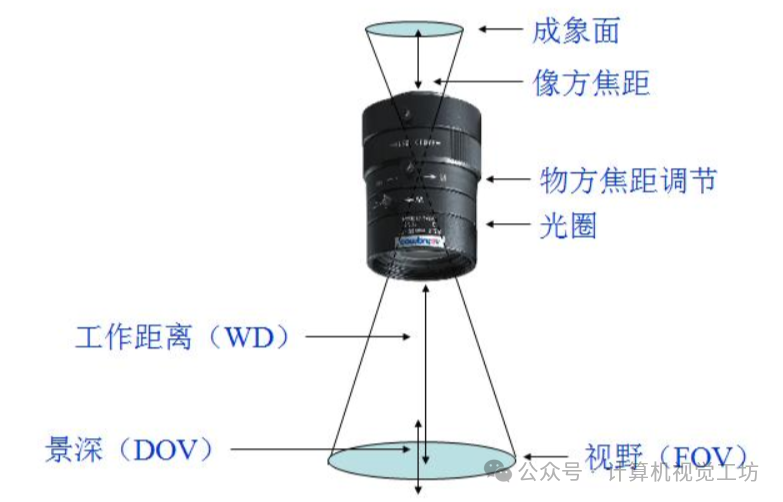 成象面
像方焦距
物方焦距调节
光圈
工作距离（WD）
景深（DOV）
视野（FOV）
公众号·计算机视觉工坊